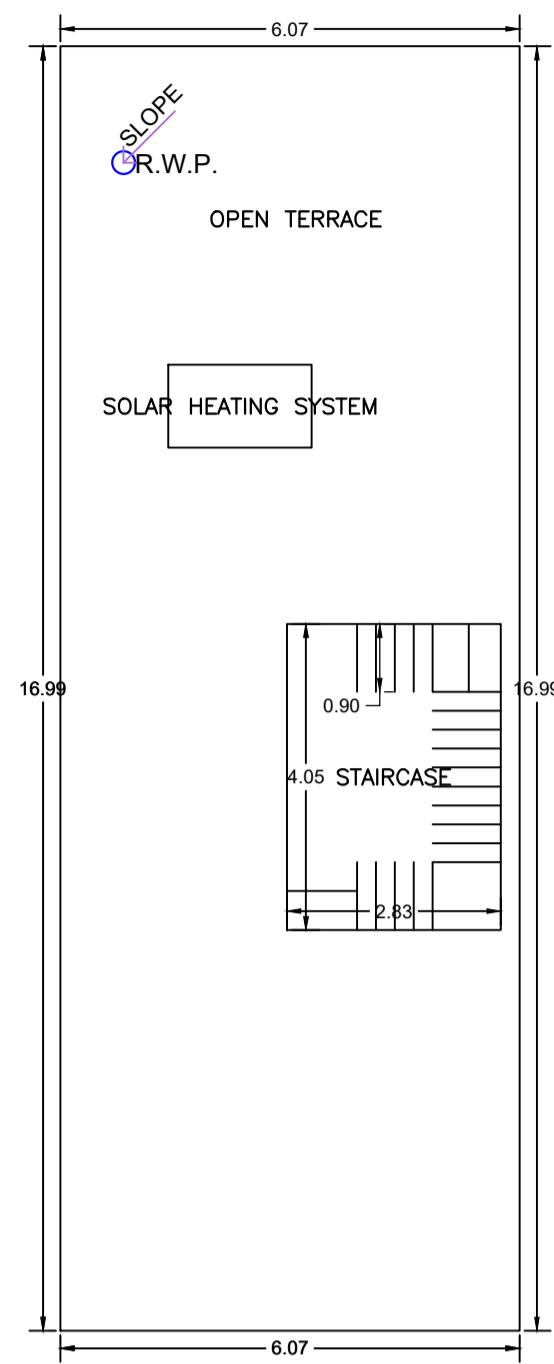 6.07
SLOPE
R.W.P.
OPEN TERRACE
SOLAR HEATING SYSTEM
16.99
16.99
0.90
4.05
STAIRCASE
2.83
6.07